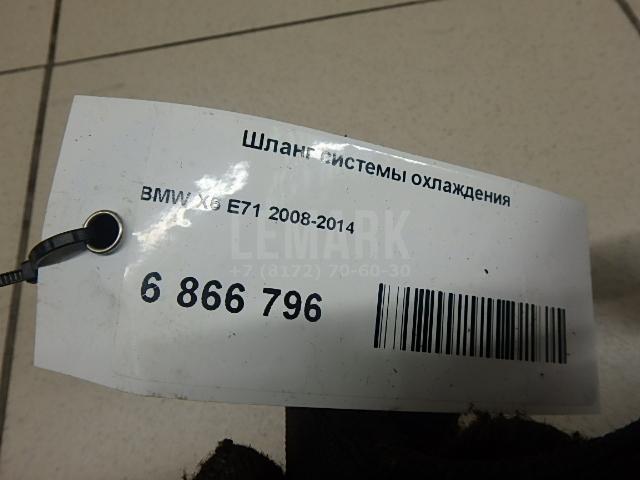 Шланг системы охлаждения
BMW X6 E71 2008-2014
LEMARK
+7 (8172) 70-60-30
6 866 796